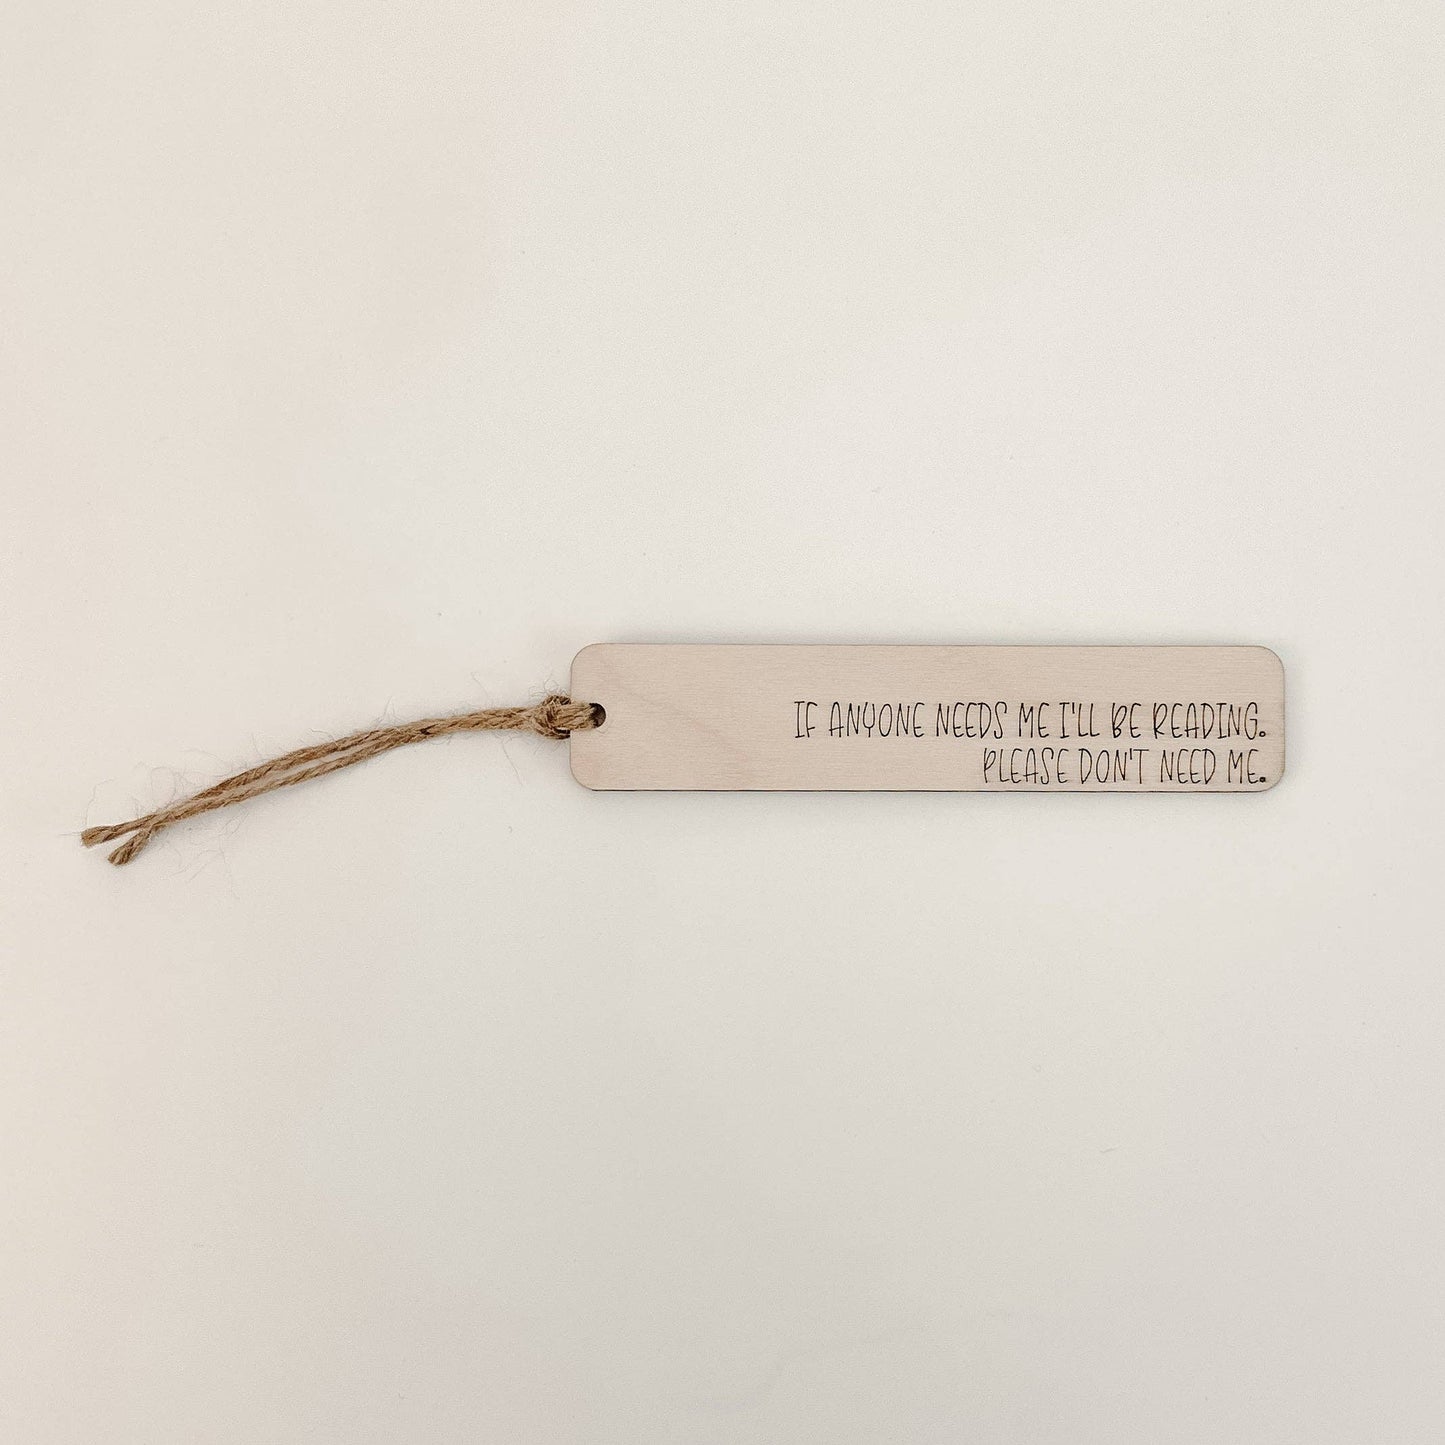 IF ANYONE NEEDS ME I'LL BE READING.
PLEASE DON'T NEED ME.